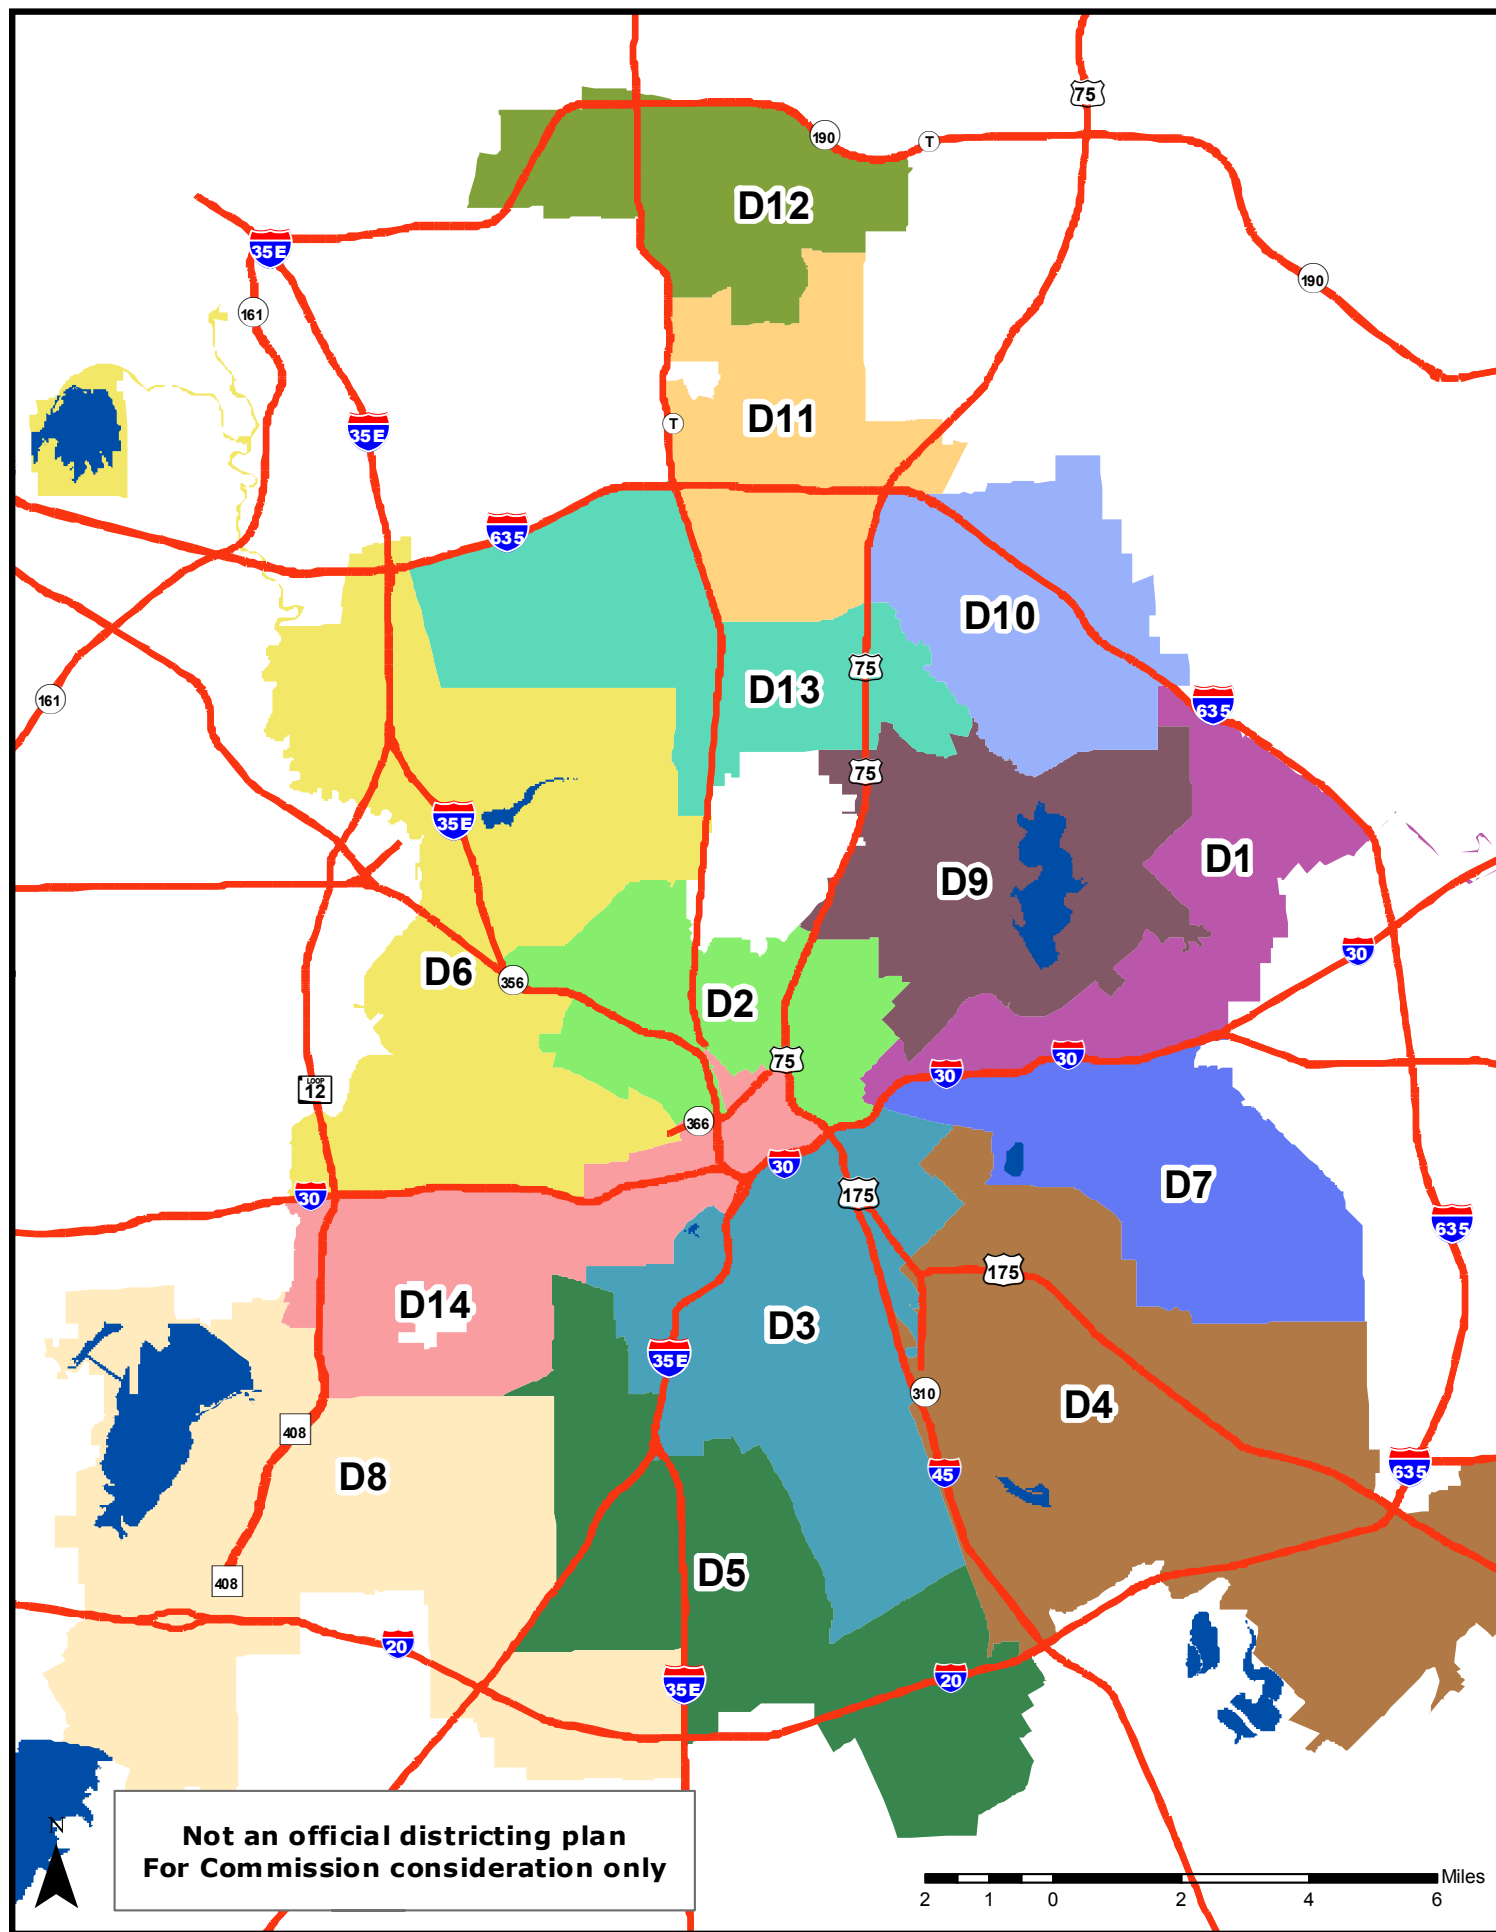 75
190
T
D12
35E
190
161
D11
T
35E
635
D10
75
D13
161
635
75
35E
D1
D9
30
D6
356
D2
75
30
30
LOOP
12
366
30
D7
175
30
635
175
D14
D3
35E
310
D4
408
45
635
D8
D5
408
20
20
35E
N
Not an official districting plan
For Commission consideration only
Miles
2 1 0 2 4 6